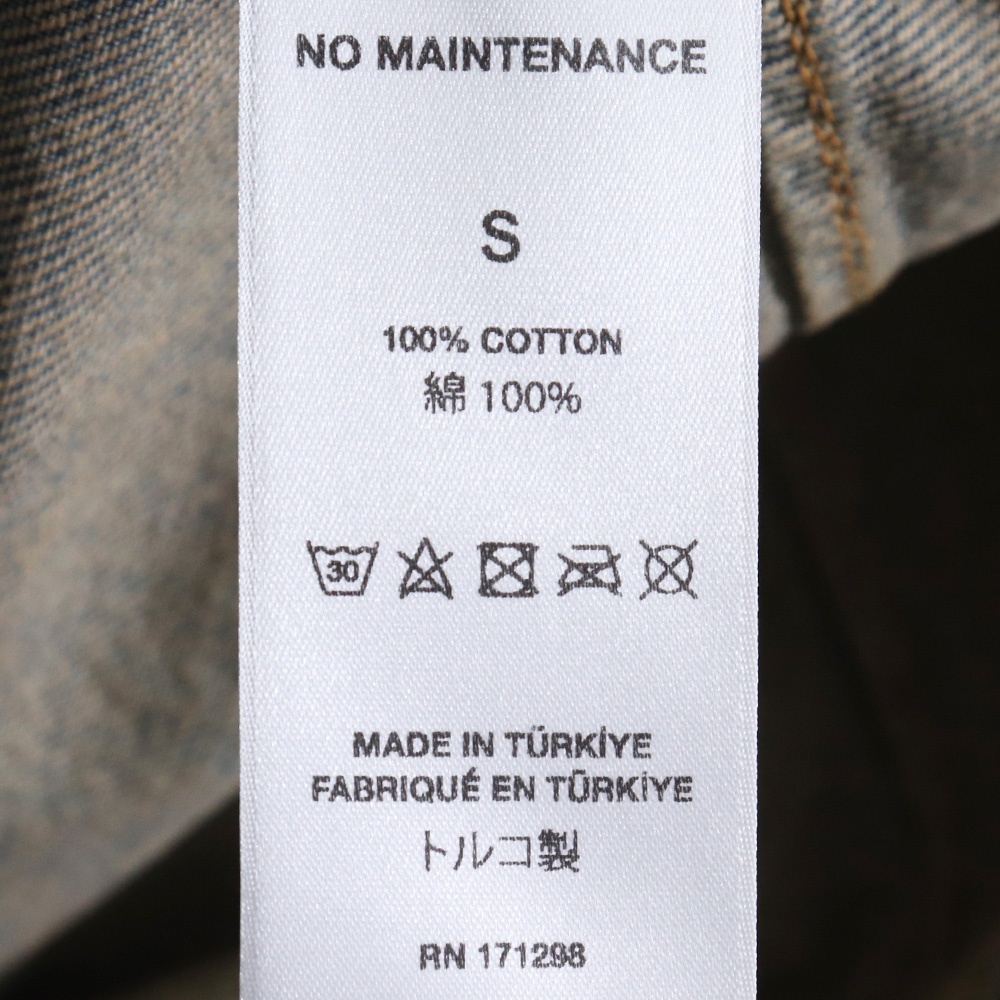 NO MAINTENANCE
S
100% COTTON
綿 100%
30
MADE IN TÜRKİYE
FABRIQUÉ EN TÜRKİYE
トルコ製
RN 171298